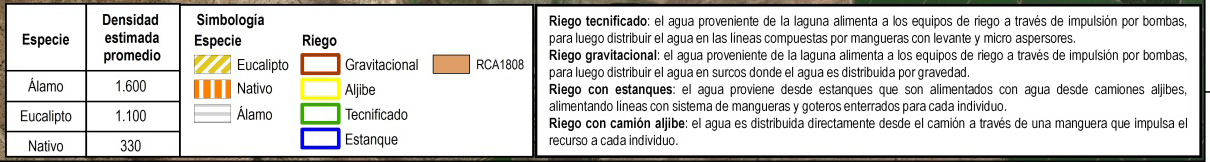 Especie
Densidad
estimada
promedio
Álamo 1.600
Eucalipto 1.100
Nativo 330
Simbología
Especie
Eucalipto
Nativo
Álamo
Riego
Gravitacional
Aljibe
Tecnificado
Estanque
RCA1808
Riego tecnificado: el agua proveniente de la laguna alimenta a los equipos de riego a través de impulsión por bombas,
para luego distribuir el agua en las líneas compuestas por mangueras con levante y micro aspersores.
Riego gravitacional: el agua proveniente de la laguna alimenta a los equipos de riego a través de impulsión por bombas,
para luego distribuir el agua en surcos donde el agua es distribuida por gravedad.
Riego con estanques: el agua proviene desde estanques que son alimentados con agua desde camiones aljibes,
alimentando líneas con sistema de mangueras y goteros enterrados para cada individuo.
Riego con camión aljibe: el agua es distribuida directamente desde el camión a través de una manguera que impulsa el
recurso a cada individuo.